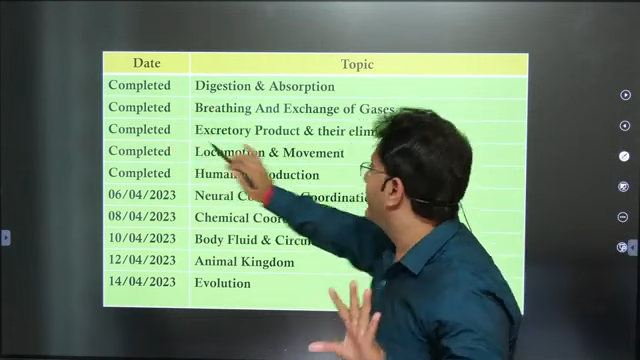 Date Topic
Completed Digestion & Absorption
Completed Breathing And Exchange of Gases
Completed Excretory Product & their
Completed Locomotion & Movement
Completed Human
06/04/2023 Neural
08/04/2023 Chemical
10/04/2023 Body Fluid &
12/04/2023 Animal Kingdom
14/04/2023 Evolution